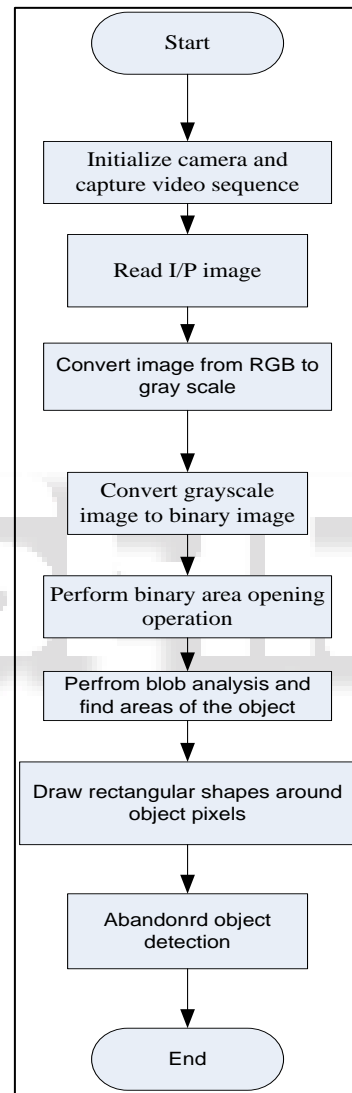 Start
Initialize camera and
capture video sequence
Read I/P image
Convert image from RGB to
gray scale
Convert grayscale
image to binary image
Perform binary area opening
operation
Perfrom blob analysis and
find areas of the object
Draw rectangular shapes around
object pixels
Abandonrd object
detection
End